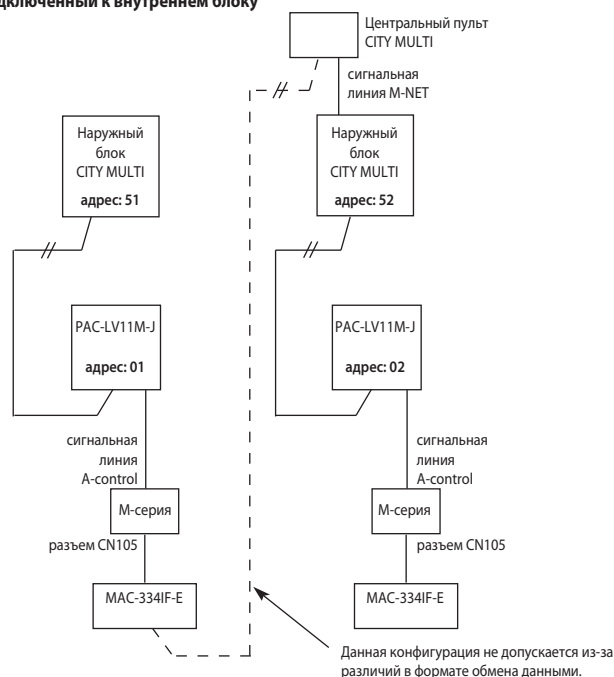 дключенный к внутреннем блоку
Центральный пульт
CITY MULTI
сигнальная
линия M-NET
Наружный
блок
CITY MULTI
адрес: 51
Наружный
блок
CITY MULTI
адрес: 52
PAC-LV11M-J
адрес: 01
PAC-LV11M-J
адрес: 02
сигнальная
линия
A-control
сигнальная
линия
A-control
М-серия
М-серия
разъем CN105
разъем CN105
MAC-334IF-E
MAC-334IF-E
Данная конфигурация не допускается из-за
различий в формате обмена данными.